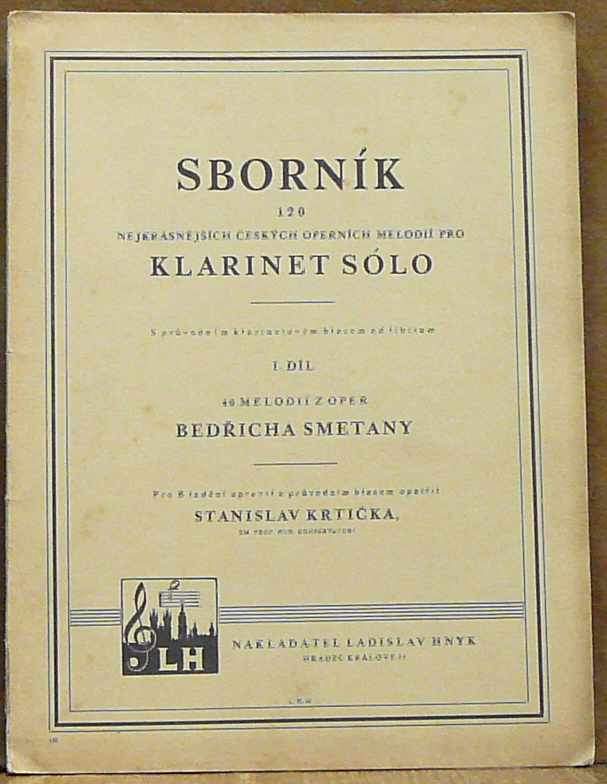 SBORNÍK
120
NEJKRÁSNĚJŠÍCH ČESKÝCH OPERNÍCH MELODIÍ PRO
KLARINET SÓLO
S průvodním klarinetovým hlasem ad libitum
I. DÍL
40 MELODIÍ Z OPER
BEDŘICHA SMETANY
Pro B ladění upravil a průvodním hlasem opatřil
STANISLAV KRTIČKA,
LH
NAKLADATEL LADISLAV HNYK
HRADEC KRÁLOVÉ II